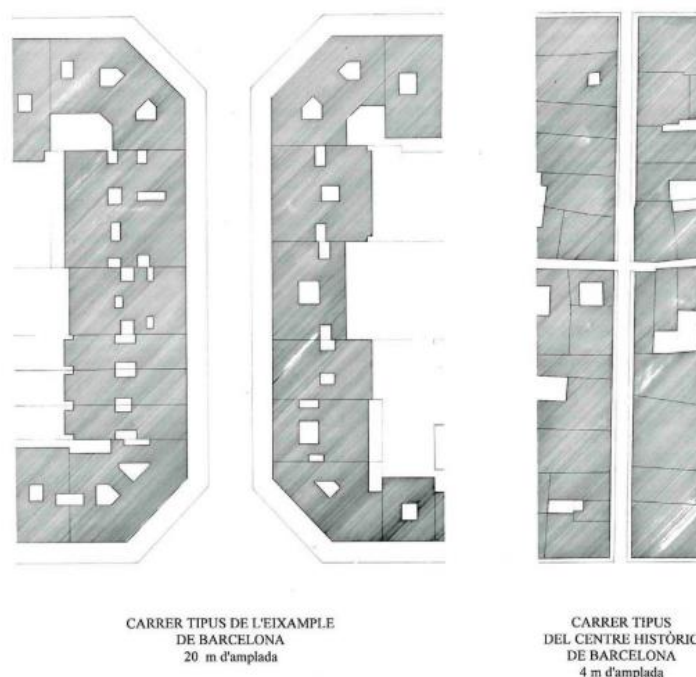 CARRER TIPUS DE L'EIXAMPLE
DE BARCELONA
20 m d'amplada
CARRER TIPUS
DEL CENTRE HISTÒRIC
DE BARCELONA
4 m d'amplada